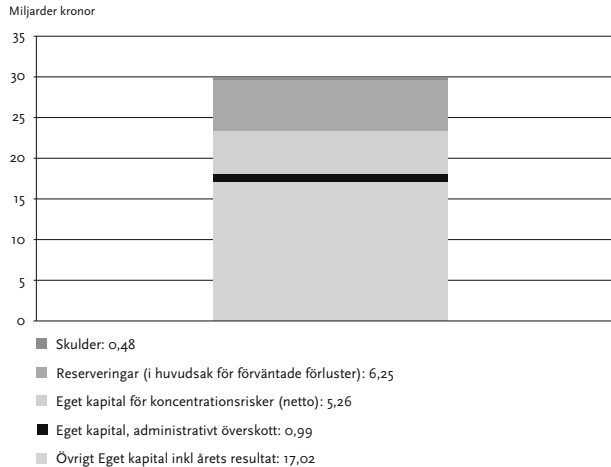 Miljarder kronor
35
30
25
20
15
10
5
0
Skulder: 0,48
Reserveringar (i huvudsak för förväntade förluster): 6,25
Eget kapital för koncentrationsrisker (netto): 5,26
Eget kapital, administrativt överskott: 0,99
Övrigt Eget kapital inkl årets resultat: 17,02